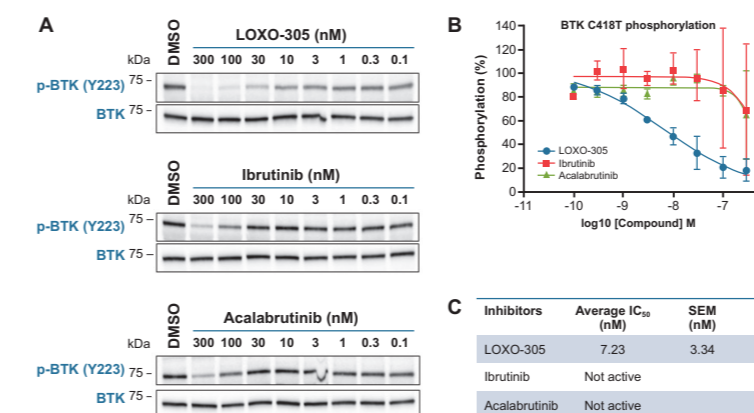 A
DMSO
LOXO-305 (nM)
kDa
300 100 30 10 3 1 0.3 0.1
p-BTK (Y223)
75
BTK
75
DMSO
Ibrutinib (nM)
300 100 30 10 3 1 0.3 0.1
p-BTK (Y223)
75
BTK
75
DMSO
Acalabrutinib (nM)
kDa
300 100 30 10 3 1 0.3 0.1
p-BTK (Y223)
75
BTK
75
B
BTK C418T phosphorylation
Phosphorylation (%)
140
120
100
80
60
40
20
0
LOXO-305
Ibrutinib
Acalabrutinib
-11 -10 -9 -8 -7
log10 [Compound] M
C
Inhibitors Average IC₅₀ (nM) SEM (nM)
LOXO-305 7.23 3.34
Ibrutinib Not active
Acalabrutinib Not active